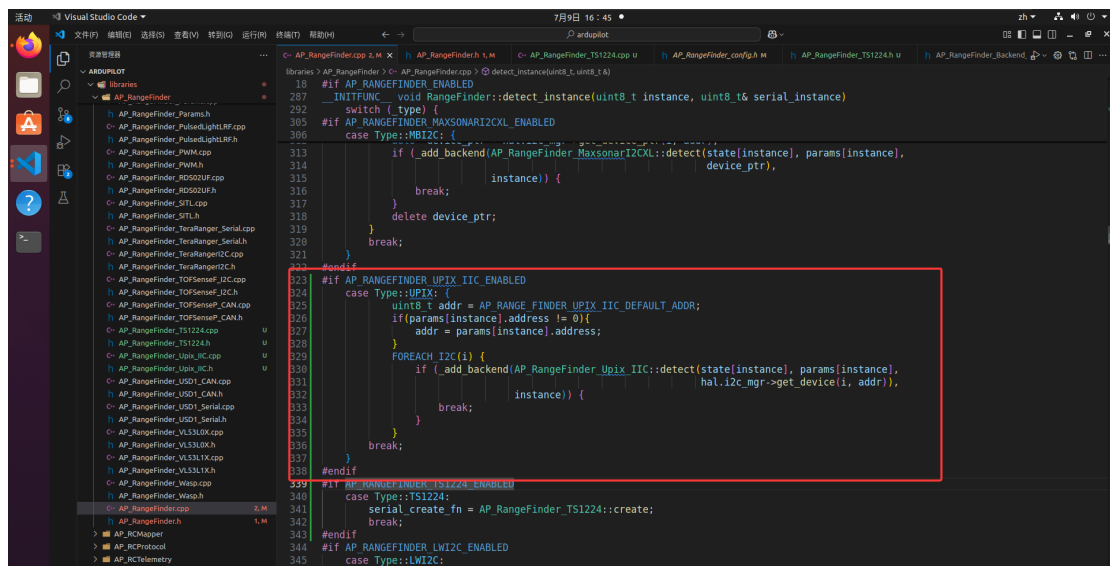 活动
Visual Studio Code
7月9日 16：45
zh
文件(F) 编辑(E) 选择(S) 查看(V) 转到(G) 运行(R) 终端(T) 帮助(H)
ardupilot
资源管理器
AP_RangeFinder.cpp 2, M
AP_RangeFinder.h 1, M
AP_RangeFinder_TS1224.cpp U
AP_RangeFinder_config.h M
AP_RangeFinder_TS1224.h U
AP_RangeFinder_Backend
ARDUPILOT
libraries
AP_RangeFinder
AP_RangeFinder_Params.h
AP_RangeFinder_PulsedLightLRF.cpp
AP_RangeFinder_PulsedLightLRF.h
AP_RangeFinder_PWM.cpp
AP_RangeFinder_PWM.h
AP_RangeFinder_RDS02UF.cpp
AP_RangeFinder_RDS02UF.h
AP_RangeFinder_SITL.cpp
AP_RangeFinder_SITL.h
AP_RangeFinder_TeraRanger_Serial.cpp
AP_RangeFinder_TeraRanger_Serial.h
AP_RangeFinder_TeraRangerI2C.cpp
AP_RangeFinder_TeraRangerI2C.h
AP_RangeFinder_TOFSenseF_I2C.cpp
AP_RangeFinder_TOFSenseF_I2C.h
AP_RangeFinder_TOFSenseP_CAN.cpp
AP_RangeFinder_TOFSenseP_CAN.h
AP_RangeFinder_TS1224.cpp U
AP_RangeFinder_TS1224.h U
AP_RangeFinder_Upix_IIC.cpp U
AP_RangeFinder_Upix_IIC.h U
AP_RangeFinder_USD1_CAN.cpp
AP_RangeFinder_USD1_CAN.h
AP_RangeFinder_USD1_Serial.cpp
AP_RangeFinder_USD1_Serial.h
AP_RangeFinder_VL53L0X.cpp
AP_RangeFinder_VL53L0X.h
AP_RangeFinder_VL53L1X.cpp
AP_RangeFinder_VL53L1X.h
AP_RangeFinder_Wasp.cpp
AP_RangeFinder_Wasp.h
AP_RangeFinder.cpp 2, M
AP_RangeFinder.h 1, M
AP_RCMapper
AP_RCProtocol
AP_RCTelemetry
libraries > AP_RangeFinder > AP_RangeFinder.cpp > detect_instance(uint8_t, uint8_t &)
18 #if AP_RANGEFINDER_ENABLED
287 __INITFUNC__ void RangeFinder::detect_instance(uint8_t instance, uint8_t& serial_instance)
292 switch (_type) {
305 #if AP_RANGEFINDER_MAXSONARI2CXL_ENABLED
306 case Type::MBI2C: {
313 if (_add_backend(AP_RangeFinder_MaxsonarI2CXL::detect(state[instance], params[instance],
314 device_ptr),
315 instance)) {
316 break;
317 }
318 delete device_ptr;
319 }
320 break;
321 }
322 #endif
323 #if AP_RANGEFINDER_UPIX_IIC_ENABLED
324 case Type::UPIX: {
325 uint8_t addr = AP_RANGE_FINDER_UPIX_IIC_DEFAULT_ADDR;
326 if(params[instance].address != 0){
327 addr = params[instance].address;
328 }
329 FOREACH_I2C(i) {
330 if (_add_backend(AP_RangeFinder_Upix_IIC::detect(state[instance], params[instance],
331 hal.i2c_mgr->get_device(i, addr)),
332 instance)) {
333 break;
334 }
335 }
336 break;
337 }
338 #endif
339 #if AP_RANGEFINDER_TS1224_ENABLED
340 case Type::TS1224:
341 serial_create_fn = AP_RangeFinder_TS1224::create;
342 break;
343 #endif
344 #if AP_RANGEFINDER_LWI2C_ENABLED
345 case Type::LWI2C: